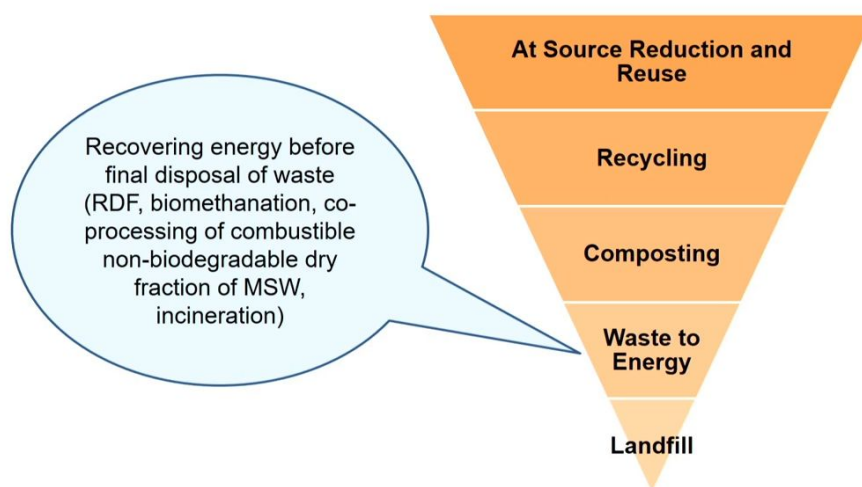 At Source Reduction and
Reuse
Recycling
Composting
Waste to
Energy
Landfill
Recovering energy before
final disposal of waste
(RDF, biomethanation, co-
processing of combustible
non-biodegradable dry
fraction of MSW,
incineration)